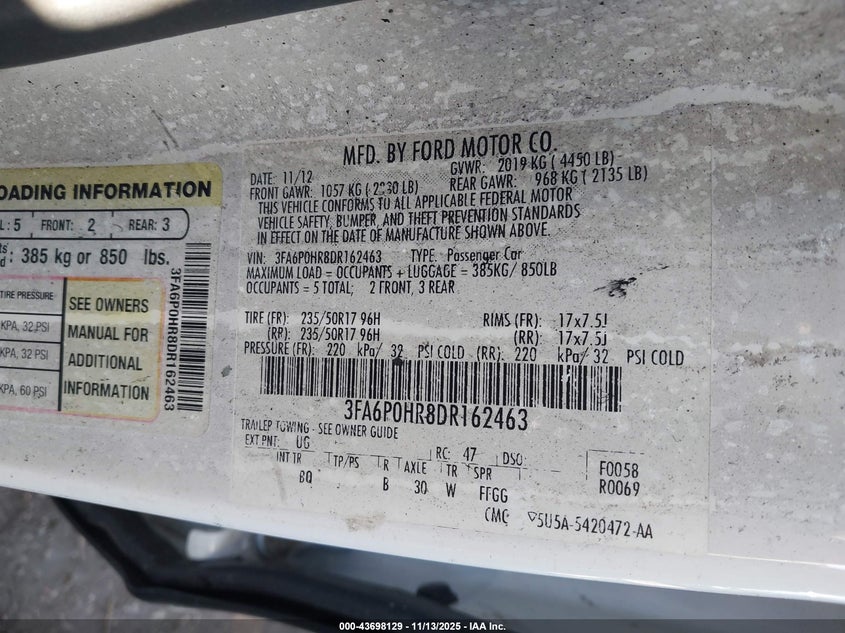 MFD. BY FORD MOTOR CO.
DATE: 11/12 GVWR: 2019 KG ( 4450 LB)
FRONT GAWR: 1057 KG ( LB) REAR GAWR: 968 KG ( 2135 LB)
THIS VEHICLE CONFORMS TO ALL APPLICABLE FEDERAL MOTOR
VEHICLE SAFETY, BUMPER, AND THEFT PREVENTION STANDARDS
IN EFFECT ON THE DATE OF MANUFACTURE SHOWN ABOVE.
VIN: 3FA6P0HR8DR162463 TYPE: Passenger Car
MAXIMUM LOAD = OCCUPANTS + LUGGAGE = 385KG/ 850LB
OCCUPANTS = 5 TOTAL; 2 FRONT, 3 REAR
TIRE (FR): 235/50R17 96H RIMS (FR): 17x7.5J
(RR): 235/50R17 96H (RR): 17x7.5J
PRESSURE (FR): 220 kPa/ 32 PSI COLD (RR): 220 kPa/ 32 PSI COLD
3FA6P0HR8DR162463
TRAILER TOWING - SEE OWNER GUIDE
EXT PNT: UG RC: 47 DSO:
INT TR TP/PS R AXLE TR SPR F0058
BQ B 30 W FFGG R0069
CMC 5U5A-5420472-AA
OADING INFORMATION
L: 5 FRONT: 2 REAR: 3
: 385 kg or 850 lbs.
TIRE PRESSURE
KPA, 32 PSI
KPA, 32 PSI
KPA, 60 PSI
SEE OWNERS
MANUAL FOR
ADDITIONAL
INFORMATION
3FA6P0HR8DR162463
000-43698129 - 11/13/2025 - IAA Inc.